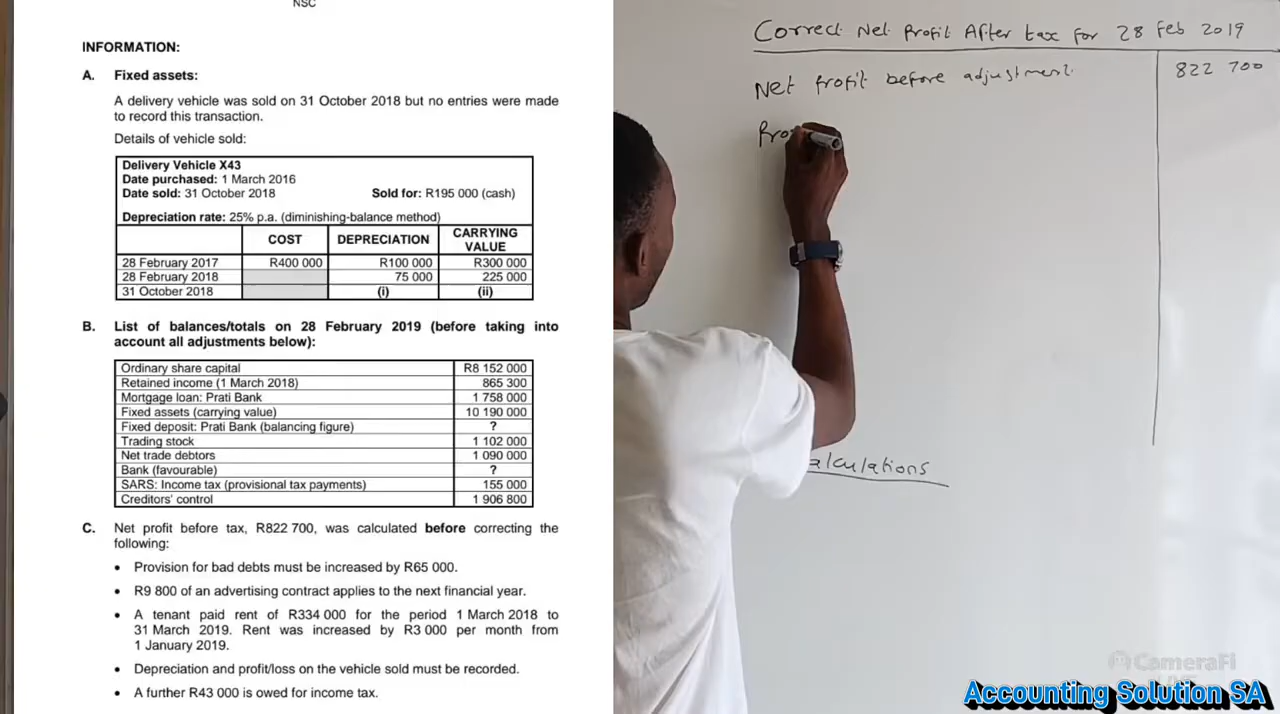 NSC
INFORMATION:
A. Fixed assets:
A delivery vehicle was sold on 31 October 2018 but no entries were made
to record this transaction.
Details of vehicle sold:
Delivery Vehicle X43
Date purchased: 1 March 2016
Date sold: 31 October 2018 Sold for: R195 000 (cash)
Depreciation rate: 25% p.a. (diminishing-balance method)
COST DEPRECIATION CARRYING VALUE
28 February 2017 R400 000 R100 000 R300 000
28 February 2018 75 000 225 000
31 October 2018 (i) (ii)
B. List of balances/totals on 28 February 2019 (before taking into
account all adjustments below):
Ordinary share capital R8 152 000
Retained income (1 March 2018) 865 300
Mortgage loan: Prati Bank 1 758 000
Fixed assets (carrying value) 10 190 000
Fixed deposit: Prati Bank (balancing figure) ?
Trading stock 1 102 000
Net trade debtors 1 090 000
Bank (favourable) ?
SARS: Income tax (provisional tax payments) 155 000
Creditors' control 1 906 800
C. Net profit before tax, R822 700, was calculated before correcting the
following:
• Provision for bad debts must be increased by R65 000.
• R9 800 of an advertising contract applies to the next financial year.
• A tenant paid rent of R334 000 for the period 1 March 2018 to
31 March 2019. Rent was increased by R3 000 per month from
1 January 2019.
• Depreciation and profit/loss on the vehicle sold must be recorded.
• A further R43 000 is owed for income tax.
Correct Net Profit After tax for 28 Feb 2019
Net profit before adjustment 822 700
Pro
alculations
CameraFi
Accounting Solution SA